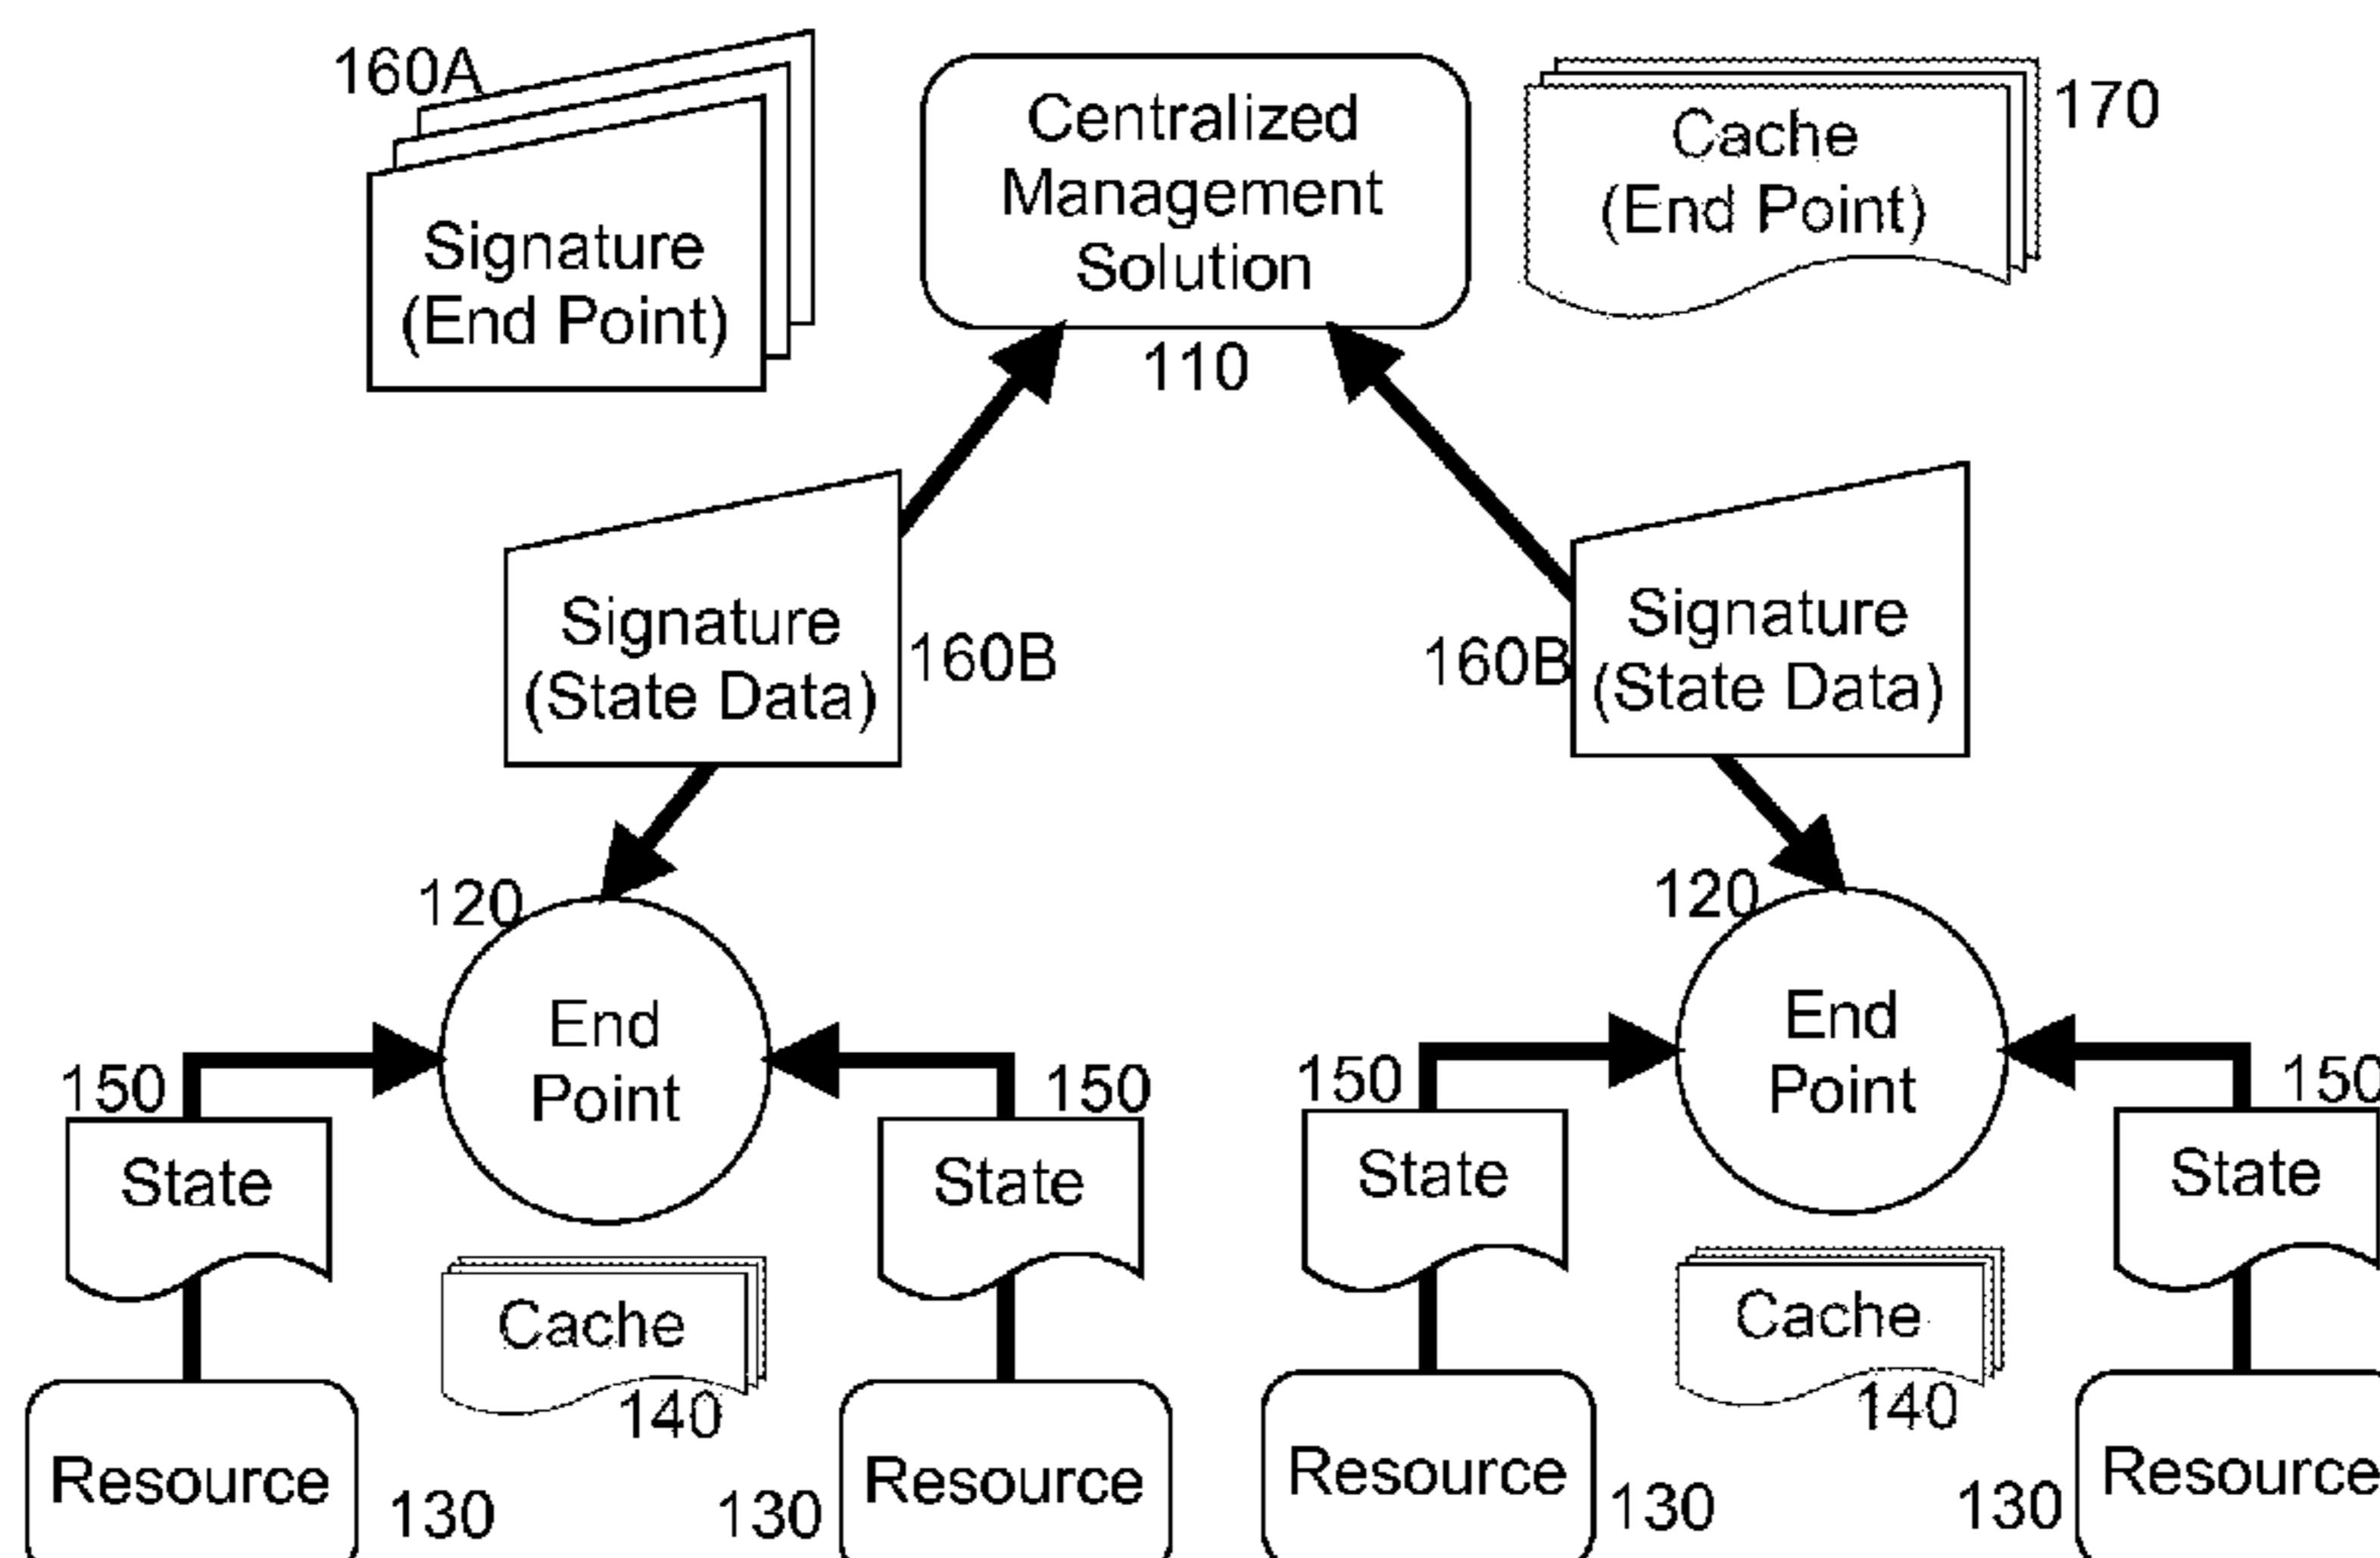 160A
Centralized
Management
Solution
110
Cache
(End Point)
170
Signature
(End Point)
Signature
(State Data)
160B
160B
Signature
(State Data)
120
End
Point
120
End
Point
150
State
150
State
150
State
150
State
Cache
140
Cache
140
Resource
130
130
Resource
Resource
130
130
Resource